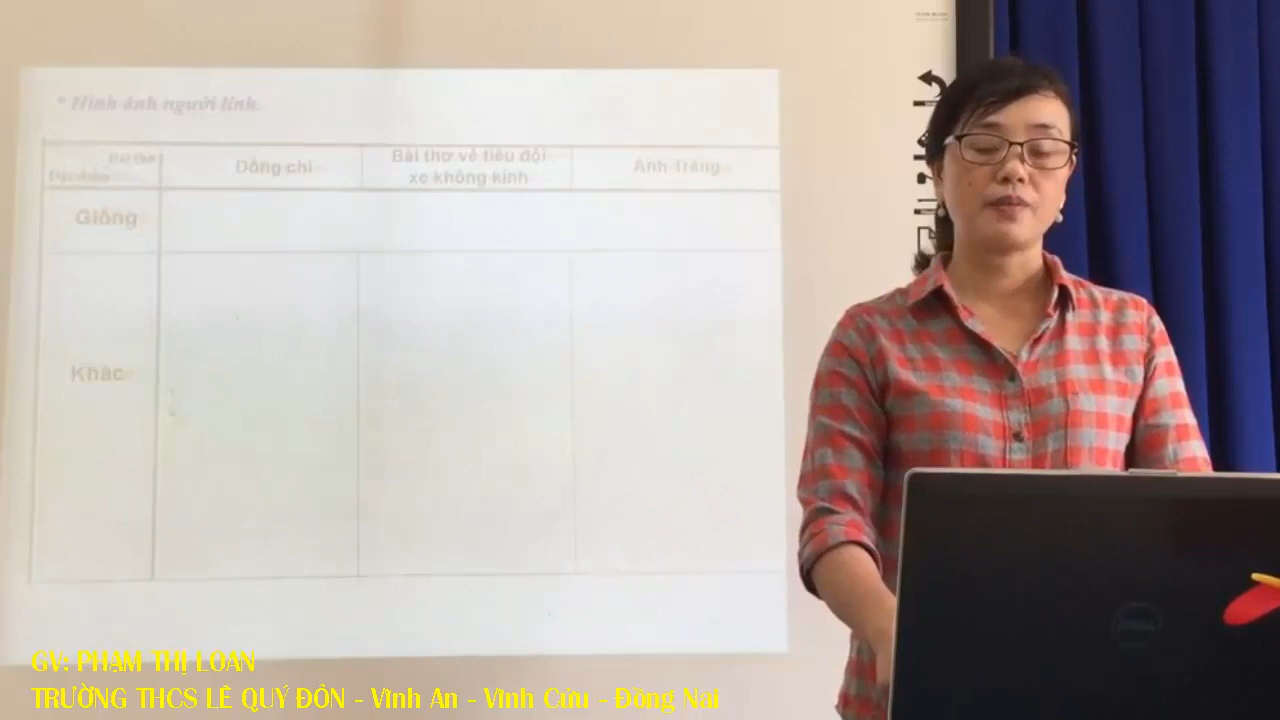 * Hình ảnh người lính.
Bài thơ
Đặc điểm
Đồng chí
Bài thơ về tiểu đội
xe không kính
Ánh Trăng
Giống
Khác
DELL
GV: PHẠM THỊ LOAN
TRƯỜNG THCS LÊ QUÝ ĐÔN - Vĩnh An - Vĩnh Cửu - Đồng Nai